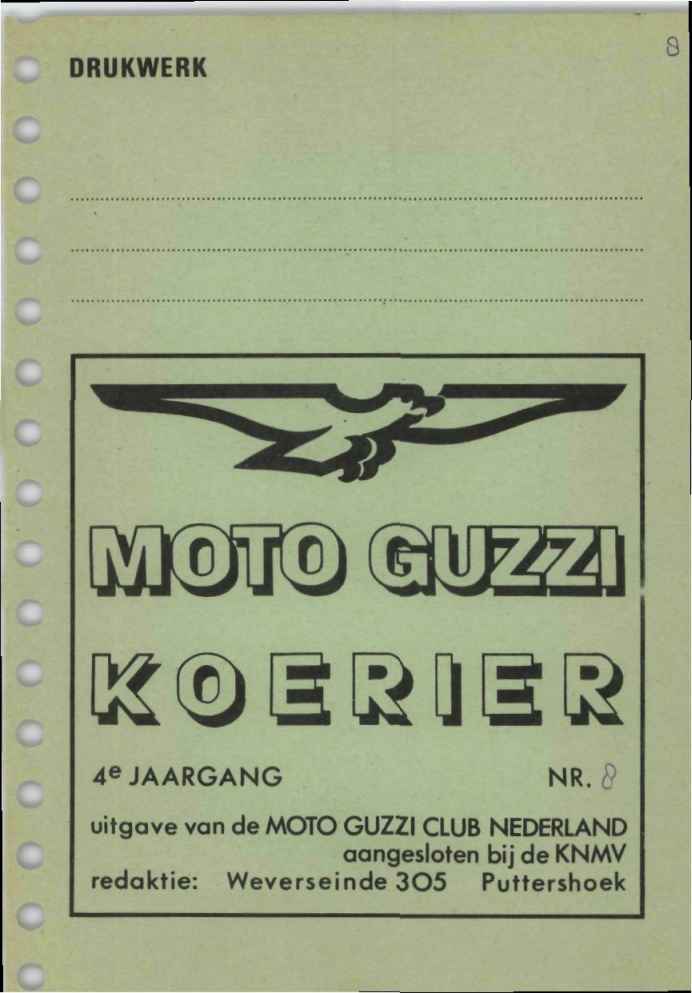 8
DRUKWERK
MOTO GUZZI
KOERIER
4e JAARGANG NR. 8
uitgave van de MOTO GUZZI CLUB NEDERLAND
aangesloten bij de KNMV
redaktie: Weverseinde 305 Puttershoek